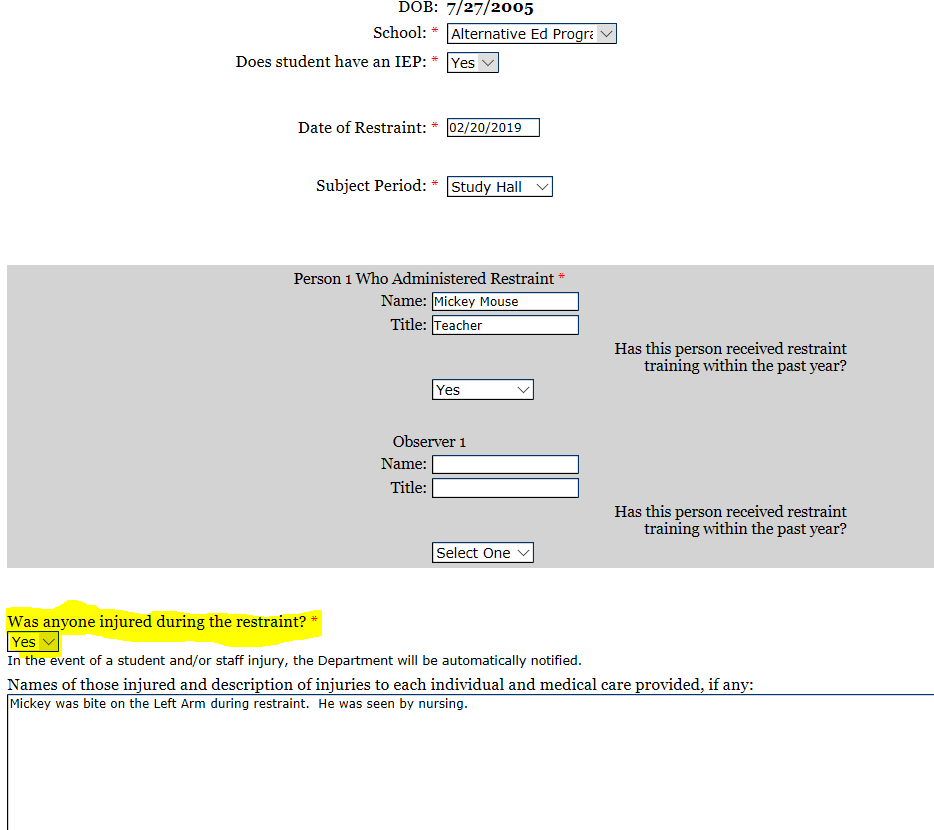 DOB: 7/27/2005
School: * Alternative Ed Progra
Does student have an IEP: * Yes
Date of Restraint: * 02/20/2019
Subject Period: * Study Hall
Person 1 Who Administered Restraint *
Name: Mickey Mouse
Title: Teacher
Has this person received restraint
training within the past year?
Yes
Observer 1
Name:
Title:
Has this person received restraint
training within the past year?
Select One
Was anyone injured during the restraint? *
Yes
In the event of a student and/or staff injury, the Department will be automatically notified.
Names of those injured and description of injuries to each individual and medical care provided, if any:
Mickey was bite on the Left Arm during restraint.  He was seen by nursing.